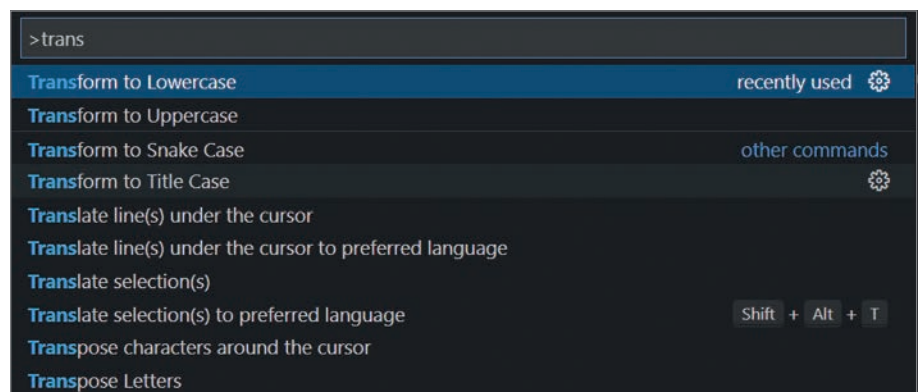 >trans
Transform to Lowercase recently used
Transform to Uppercase
Transform to Snake Case other commands
Transform to Title Case
Translate line(s) under the cursor
Translate line(s) under the cursor to preferred language
Translate selection(s)
Translate selection(s) to preferred language Shift + Alt + T
Transpose characters around the cursor
Transpose Letters